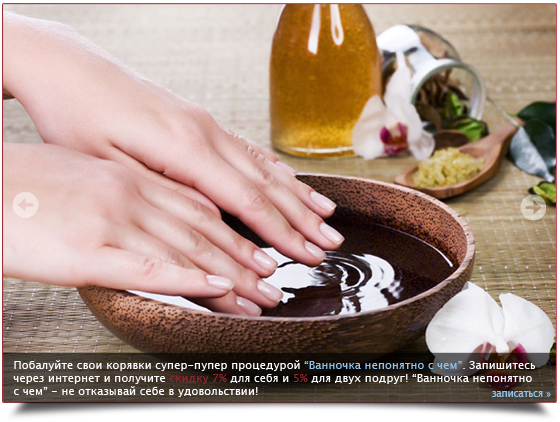 Побалуйте свои корявки супер-пупер процедурой “Ванночка непонятно с чем”. Запишитесь
через интернет и получите скидку 7% для себя и 5% для двух подруг! “Ванночка непонятно
с чем” – не отказывай себе в удовольствии!
записаться »